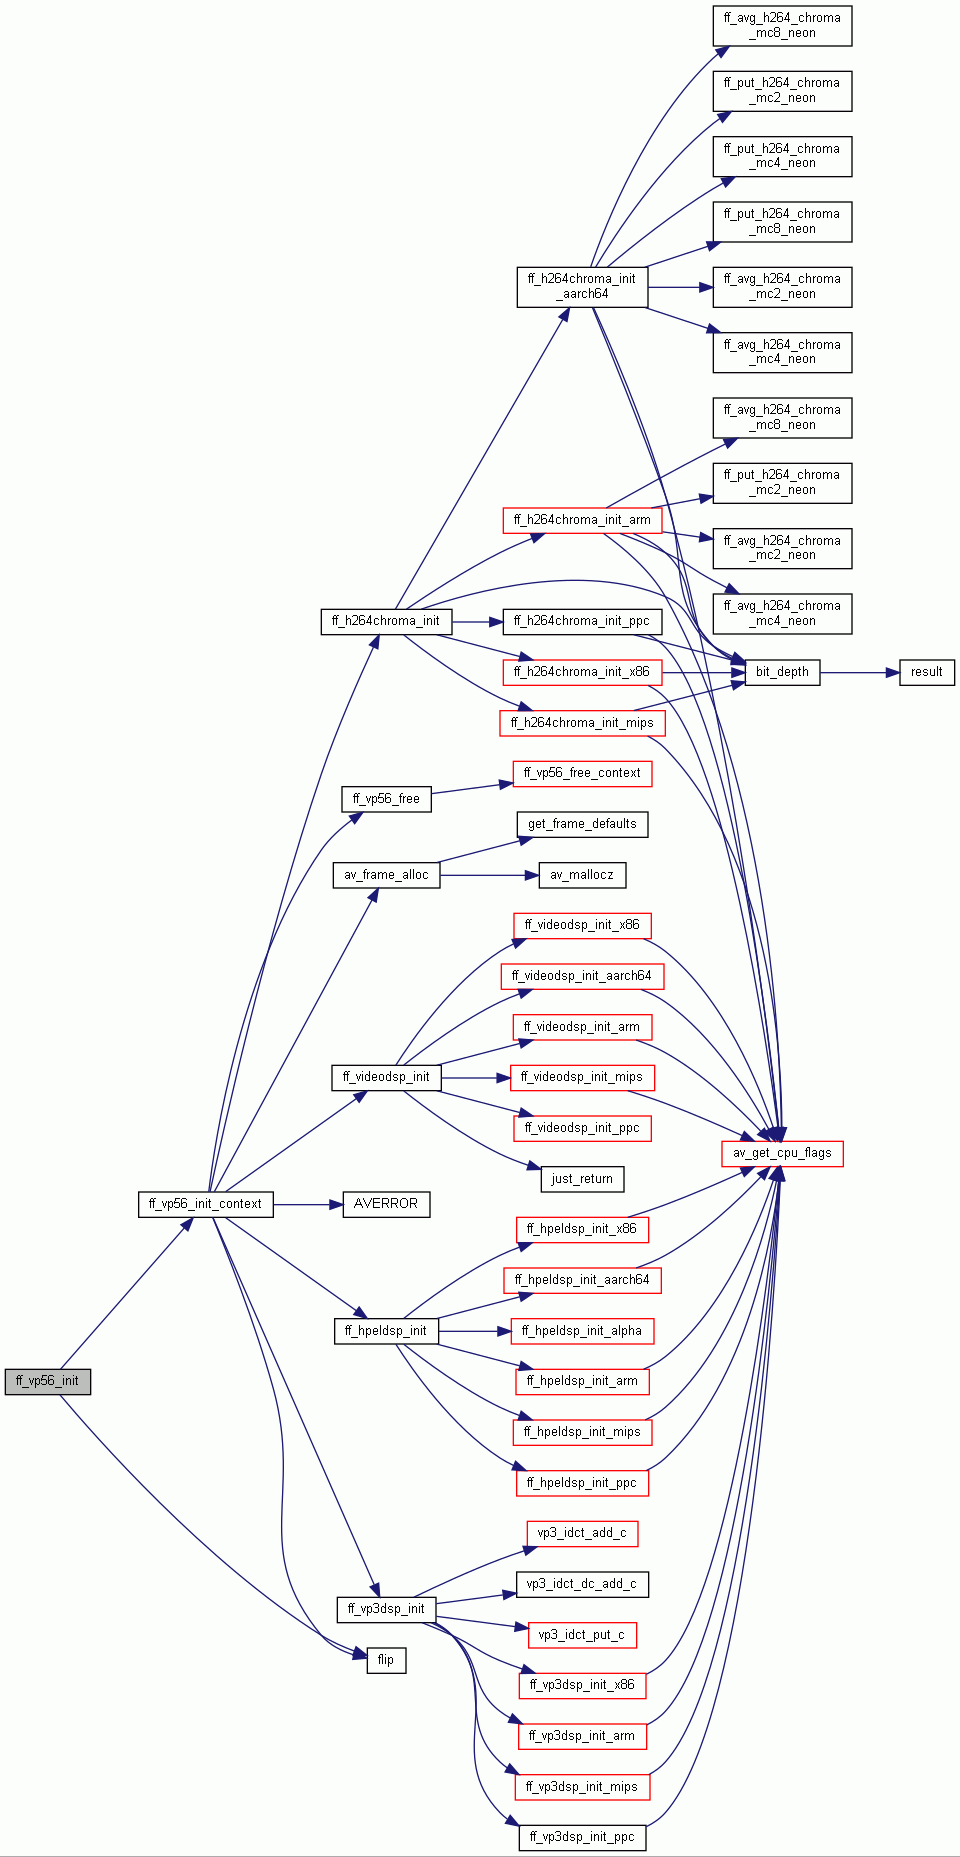 ff_avg_h264_chroma
_mc8_neon
ff_put_h264_chroma
_mc2_neon
ff_put_h264_chroma
_mc4_neon
ff_put_h264_chroma
_mc8_neon
ff_h264chroma_init
_aarch64
ff_avg_h264_chroma
_mc2_neon
ff_avg_h264_chroma
_mc4_neon
ff_avg_h264_chroma
_mc8_neon
ff_put_h264_chroma
_mc2_neon
ff_h264chroma_init_arm
ff_avg_h264_chroma
_mc2_neon
ff_avg_h264_chroma
_mc4_neon
ff_h264chroma_init
ff_h264chroma_init_ppc
ff_h264chroma_init_x86
bit_depth
result
ff_h264chroma_init_mips
ff_vp56_free_context
ff_vp56_free
get_frame_defaults
av_frame_alloc
av_mallocz
ff_videodsp_init_x86
ff_videodsp_init_aarch64
ff_videodsp_init_arm
ff_videodsp_init
ff_videodsp_init_mips
ff_videodsp_init_ppc
av_get_cpu_flags
just_return
ff_vp56_init_context
AVERROR
ff_hpeldsp_init_x86
ff_hpeldsp_init_aarch64
ff_hpeldsp_init
ff_hpeldsp_init_alpha
ff_vp56_init
ff_hpeldsp_init_arm
ff_hpeldsp_init_mips
ff_hpeldsp_init_ppc
vp3_idct_add_c
vp3_idct_dc_add_c
ff_vp3dsp_init
vp3_idct_put_c
flip
ff_vp3dsp_init_x86
ff_vp3dsp_init_arm
ff_vp3dsp_init_mips
ff_vp3dsp_init_ppc